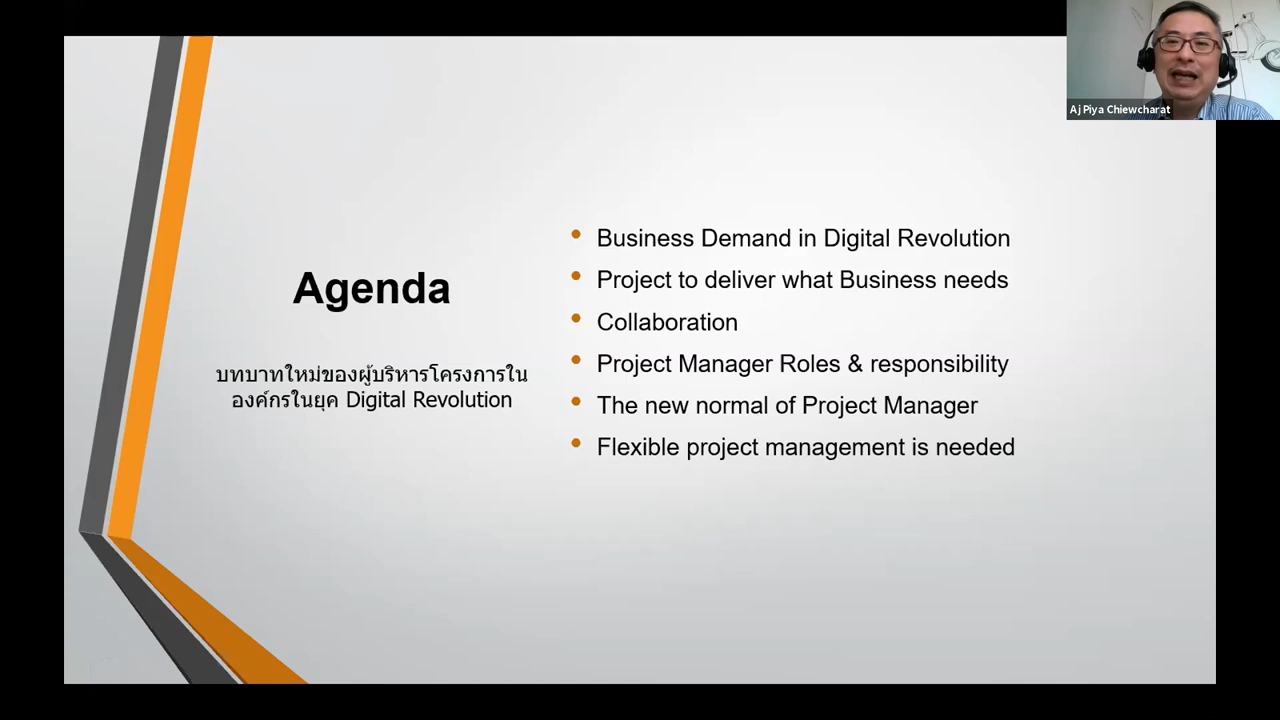 Aj Piya Chiewcharat
Agenda
บทบาทใหม่ของผู้บริหารโครงการใน
องค์กรในยุค Digital Revolution
Business Demand in Digital Revolution
Project to deliver what Business needs
Collaboration
Project Manager Roles & responsibility
The new normal of Project Manager
Flexible project management is needed